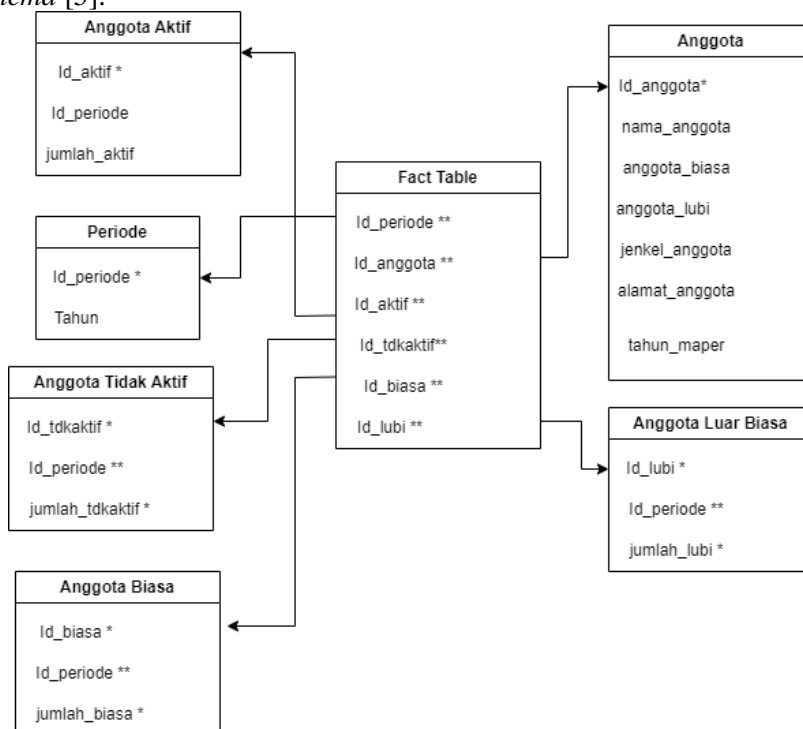 nema [5].
Anggota Aktif
Id_aktif *
Id_periode
jumlah_aktif
Periode
Id_periode *
Tahun
Anggota Tidak Aktif
Id_tdkaktif *
Id_periode **
jumlah_tdkaktif *
Anggota Biasa
Id_biasa *
Id_periode **
jumlah_biasa *
Fact Table
Id_periode **
Id_anggota **
Id_aktif **
Id_tdkaktif**
Id_biasa **
Id_lubi **
Anggota
Id_anggota*
nama_anggota
anggota_biasa
anggota_lubi
jenkel_anggota
alamat_anggota
tahun_maper
Anggota Luar Biasa
Id_lubi *
Id_periode **
jumlah_lubi *